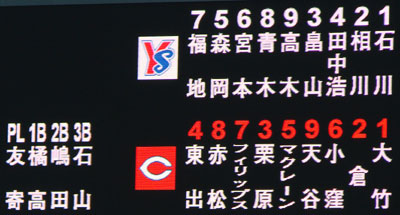 7 5 6 8 9 3 4 2 1
福地 森岡 宮本 青木 高木 畠山 田中浩 相川 石川
YS
PL 1B 2B 3B
友寄 橘高 嶋田 石山
C
4 8 7 3 5 9 6 2 1
東出 赤松 フィリップス 栗原 マクレーン 天谷 小窪 倉 大竹